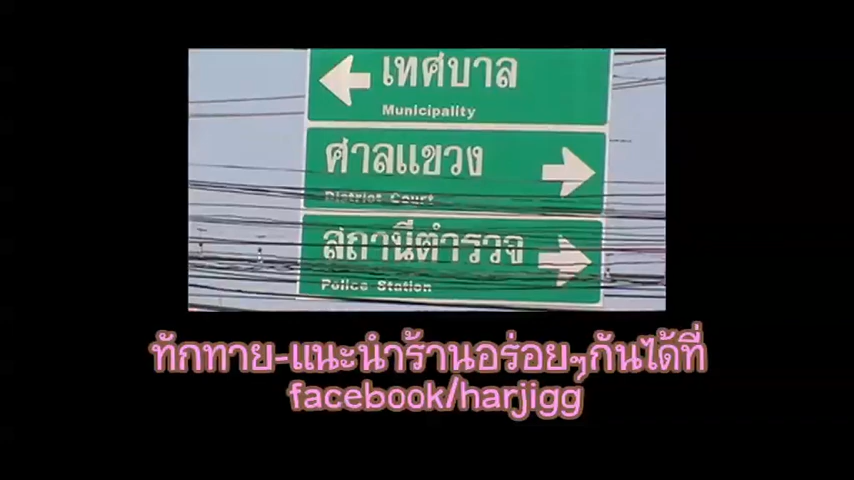 เทศบาล
Municipality
ศาลแขวง
District Court
สถานีตำรวจ
Police Station
ทักทาย-แนะนำร้านอร่อยๆกันได้ที่
facebook/harjigg